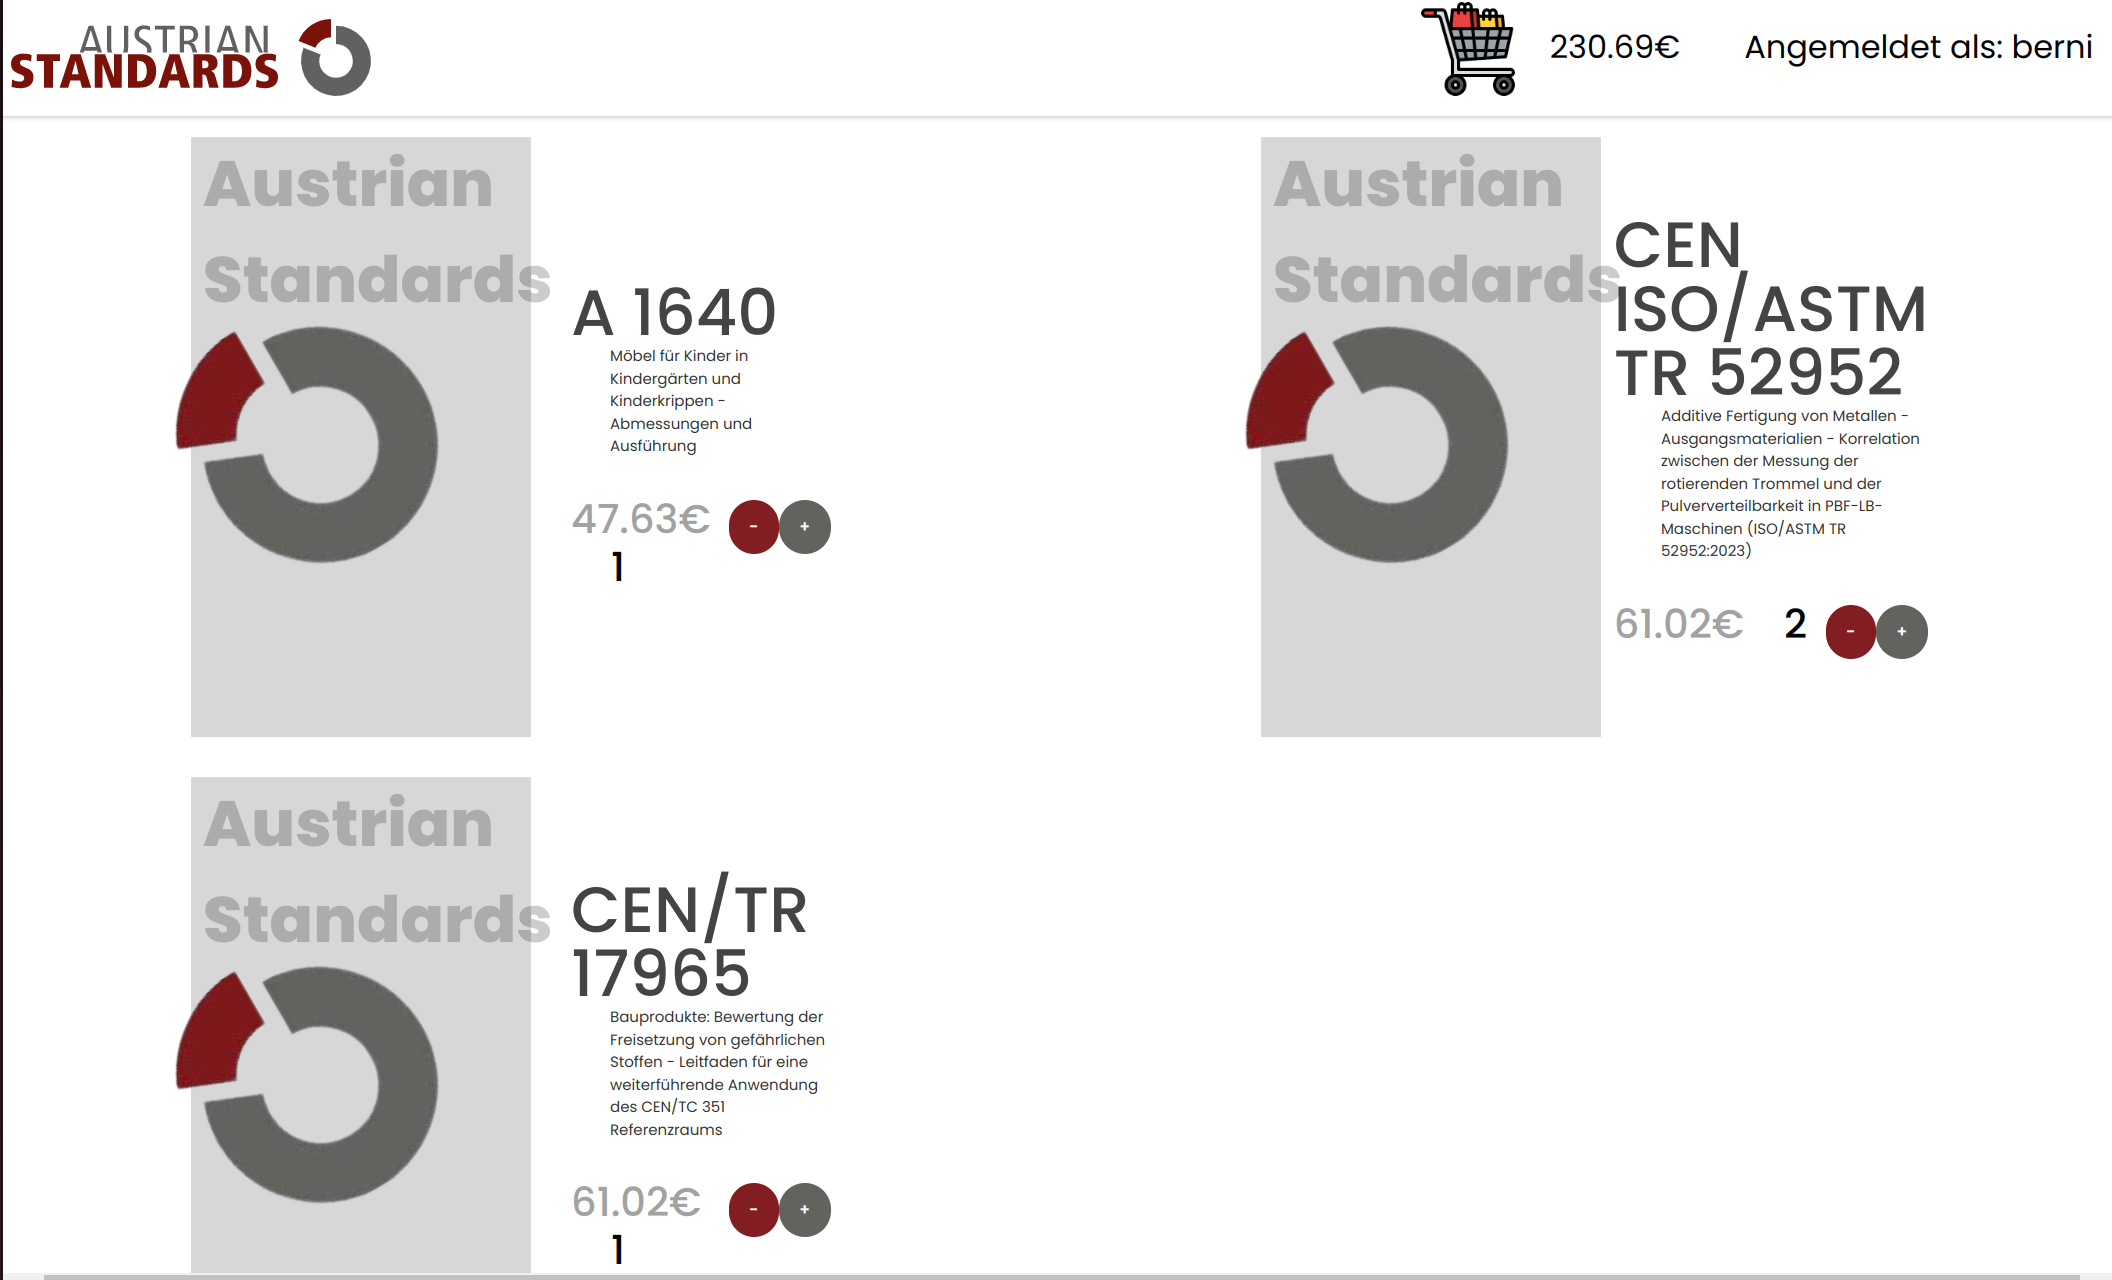 AUSTRIAN
STANDARDS
230.69€
Angemeldet als: berni
Austrian
Standards
A 1640
Möbel für Kinder in
Kindergärten und
Kinderkrippen -
Abmessungen und
Ausführung
47.63€
-
+
1
Austrian
Standards
CEN
ISO/ASTM
TR 52952
Additive Fertigung von Metallen -
Ausgangsmaterialien - Korrelation
zwischen der Messung der
rotierenden Trommel und der
Pulververteilbarkeit in PBF-LB-
Maschinen (ISO/ASTM TR
52952:2023)
61.02€
2
-
+
Austrian
Standards
CEN/TR
17965
Bauprodukte: Bewertung der
Freisetzung von gefährlichen
Stoffen - Leitfaden für eine
weiterführende Anwendung
des CEN/TC 351
Referenzraums
61.02€
-
+
1